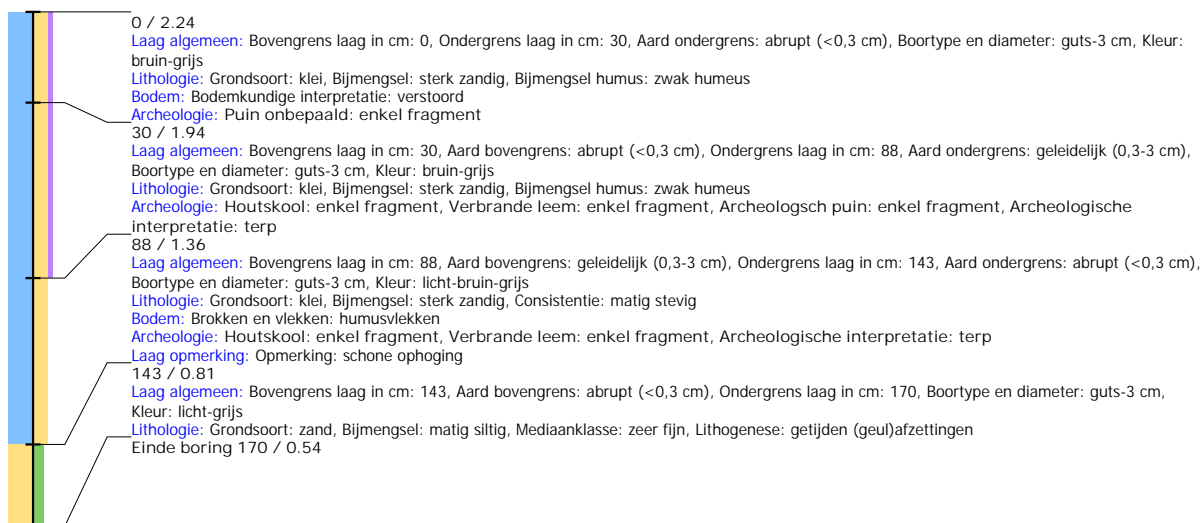 0 / 2.24
Laag algemeen: Bovengrens laag in cm: 0, Ondergrens laag in cm: 30, Aard ondergrens: abrupt (<0,3 cm), Boortype en diameter: guts-3 cm, Kleur:
bruin-grijs
Lithologie: Grondsoort: klei, Bijmengsel: sterk zandig, Bijmengsel humus: zwak humeus
Bodem: Bodemkundige interpretatie: verstoord
Archeologie: Puin onbepaald: enkel fragment
30 / 1.94
Laag algemeen: Bovengrens laag in cm: 30, Aard bovengrens: abrupt (<0,3 cm), Ondergrens laag in cm: 88, Aard ondergrens: geleidelijk (0,3-3 cm),
Boortype en diameter: guts-3 cm, Kleur: bruin-grijs
Lithologie: Grondsoort: klei, Bijmengsel: sterk zandig, Bijmengsel humus: zwak humeus
Archeologie: Houtskool: enkel fragment, Verbrande leem: enkel fragment, Archeologsch puin: enkel fragment, Archeologische
interpretatie: terp
88 / 1.36
Laag algemeen: Bovengrens laag in cm: 88, Aard bovengrens: geleidelijk (0,3-3 cm), Ondergrens laag in cm: 143, Aard ondergrens: abrupt (<0,3 cm),
Boortype en diameter: guts-3 cm, Kleur: licht-bruin-grijs
Lithologie: Grondsoort: klei, Bijmengsel: sterk zandig, Consistentie: matig stevig
Bodem: Brokken en vlekken: humusvlekken
Archeologie: Houtskool: enkel fragment, Verbrande leem: enkel fragment, Archeologische interpretatie: terp
Laag opmerking: Opmerking: schone ophoging
143 / 0.81
Laag algemeen: Bovengrens laag in cm: 143, Aard bovengrens: abrupt (<0,3 cm), Ondergrens laag in cm: 170, Boortype en diameter: guts-3 cm,
Kleur: licht-grijs
Lithologie: Grondsoort: zand, Bijmengsel: matig siltig, Mediaanklasse: zeer fijn, Lithogenese: getijden (geul)afzettingen
Einde boring 170 / 0.54